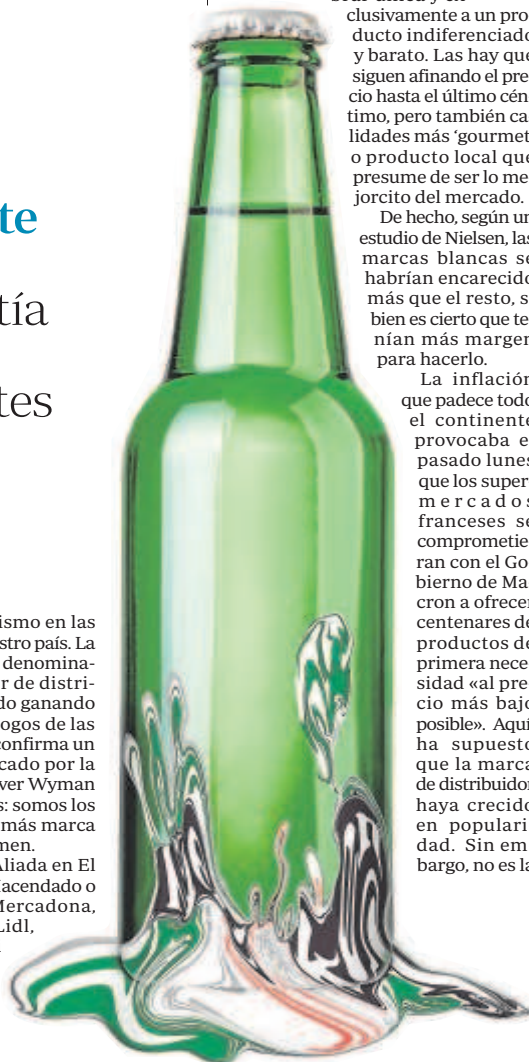 te
tía
tes
ismo en las
stro país. La
denomina-
r de distri-
do ganando
ogos de las
confirma un
cado por la
ver Wyman
s: somos los
más marca
men.
Aliada en El
Hacendado o
Mercadona,
Lidl,
clusivamente a un pro-
ducto indiferenciado
y barato. Las hay que
siguen afinando el pre-
cio hasta el último cén-
timo, pero también ca-
lidades más ‘gourmet’
o producto local que
presume de ser lo me-
jorcito del mercado.
De hecho, según un
estudio de Nielsen, las
marcas blancas se
habrían encarecido
más que el resto, si
bien es cierto que te-
nían más margen
para hacerlo.
La inflación
que padece todo
el continente
provocaba el
pasado lunes
que los super-
mercados
franceses se
comprometie-
ran con el Go-
bierno de Ma-
cron a ofrecer
centenares de
productos de
primera nece-
sidad «al pre-
cio más bajo
posible». Aquí
ha supuesto
que la marca
de distribuidor
haya crecido
en populari-
dad. Sin em-
bargo, no es la